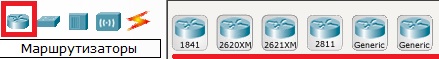 Маршрутизаторы
1841 2620XM 2621XM 2811 Generic Generic